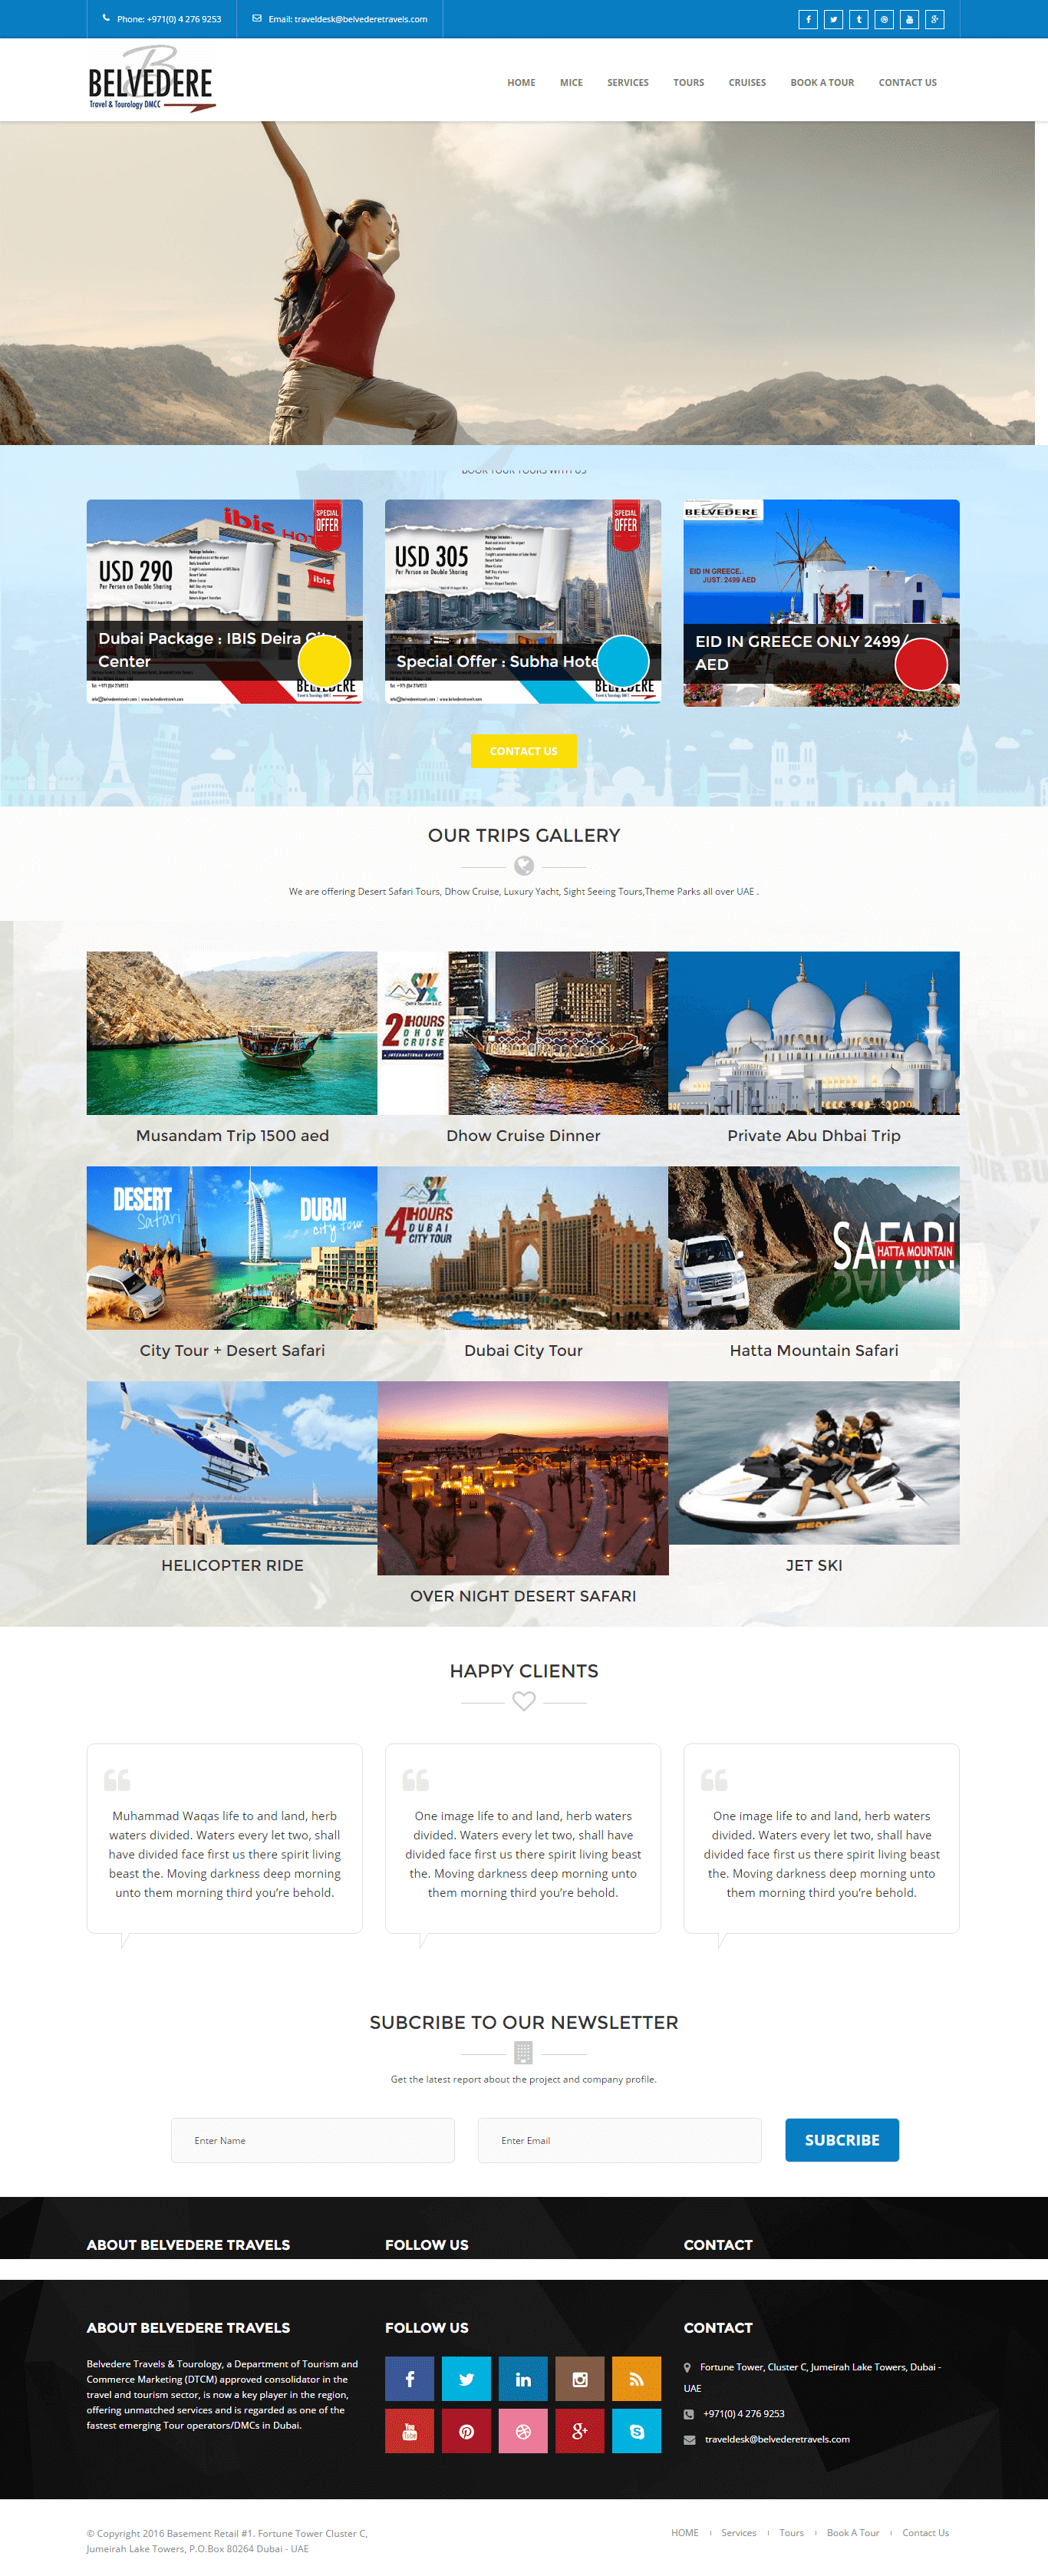 Phone: +971(0) 4 276 9253
Email: traveldesk@belvederetravels.com
BELVEDERE
Travel & Tourology DMCC
HOME
MICE
SERVICES
TOURS
CRUISES
BOOK A TOUR
CONTACT US
BOOK YOUR TOURS WITH US
ibis HOT
SPECIAL
OFFER
USD 290
Per Person on Double Sharing
ibis
Dubai Package : IBIS Deira City
Center
info@belvederetravels.com | www.belvederetravels.com
BELVEDERE
SPECIAL
OFFER
USD 305
Per Person on Double Sharing
Special Offer : Subha Hote
BELVEDERE
BELVEDERE
EID IN GREECE..
JUST: 2499 AED
EID IN GREECE ONLY 2499/
AED
CONTACT US
OUR TRIPS GALLERY
We are offering Desert Safari Tours, Dhow Cruise, Luxury Yacht, Sight Seeing Tours,Theme Parks all over UAE .
2HOURS
DHOW
CRUISE
+ INTERNATIONAL BUFFET
Musandam Trip 1500 aed
Dhow Cruise Dinner
Private Abu Dhbai Trip
DESERT
Safari
DUBAI
city tour
4HOURS
DUBAI
CITY TOUR
SAFARI
HATTA MOUNTAIN
City Tour + Desert Safari
Dubai City Tour
Hatta Mountain Safari
HELICOPTER RIDE
OVER NIGHT DESERT SAFARI
JET SKI
HAPPY CLIENTS
Muhammad Waqas life to and land, herb
waters divided. Waters every let two, shall
have divided face first us there spirit living
beast the. Moving darkness deep morning
unto them morning third you're behold.
One image life to and land, herb waters
divided. Waters every let two, shall have
divided face first us there spirit living beast
the. Moving darkness deep morning unto
them morning third you're behold.
One image life to and land, herb waters
divided. Waters every let two, shall have
divided face first us there spirit living beast
the. Moving darkness deep morning unto
them morning third you're behold.
SUBCRIBE TO OUR NEWSLETTER
Get the latest report about the project and company profile.
Enter Name
Enter Email
SUBCRIBE
ABOUT BELVEDERE TRAVELS
FOLLOW US
CONTACT
ABOUT BELVEDERE TRAVELS
Belvedere Travels & Tourology, a Department of Tourism and
Commerce Marketing (DTCM) approved consolidator in the
travel and tourism sector, is now a key player in the region,
offering unmatched services and is regarded as one of the
fastest emerging Tour operators/DMCs in Dubai.
FOLLOW US
CONTACT
Fortune Tower, Cluster C, Jumeirah Lake Towers, Dubai -
UAE
+971(0) 4 276 9253
traveldesk@belvederetravels.com
© Copyright 2016 Basement Retail #1. Fortune Tower Cluster C,
Jumeirah Lake Towers, P.O.Box 80264 Dubai - UAE
HOME
Services
Tours
Book A Tour
Contact Us